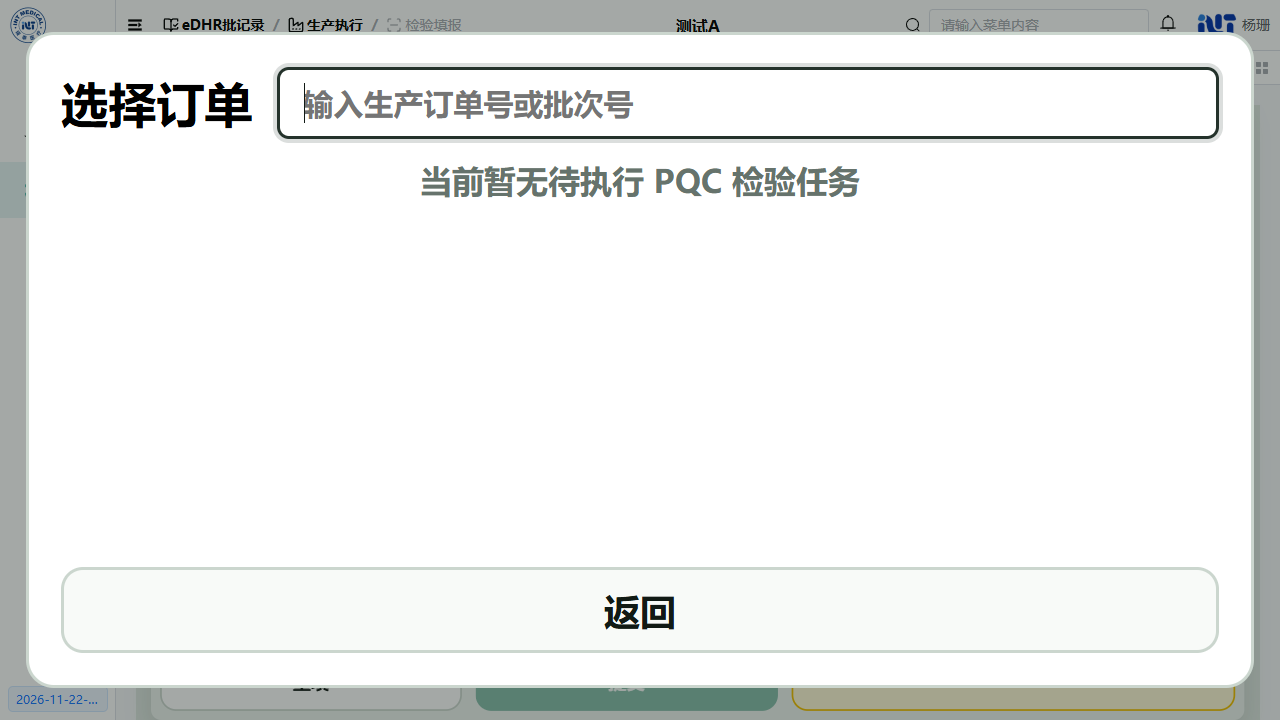 eDHR批记录 / 生产执行 / 检验填报
测试A
请输入菜单内容
杨珊
选择订单
输入生产订单号或批次号
当前暂无待执行 PQC 检验任务
返回
2026-11-22-...